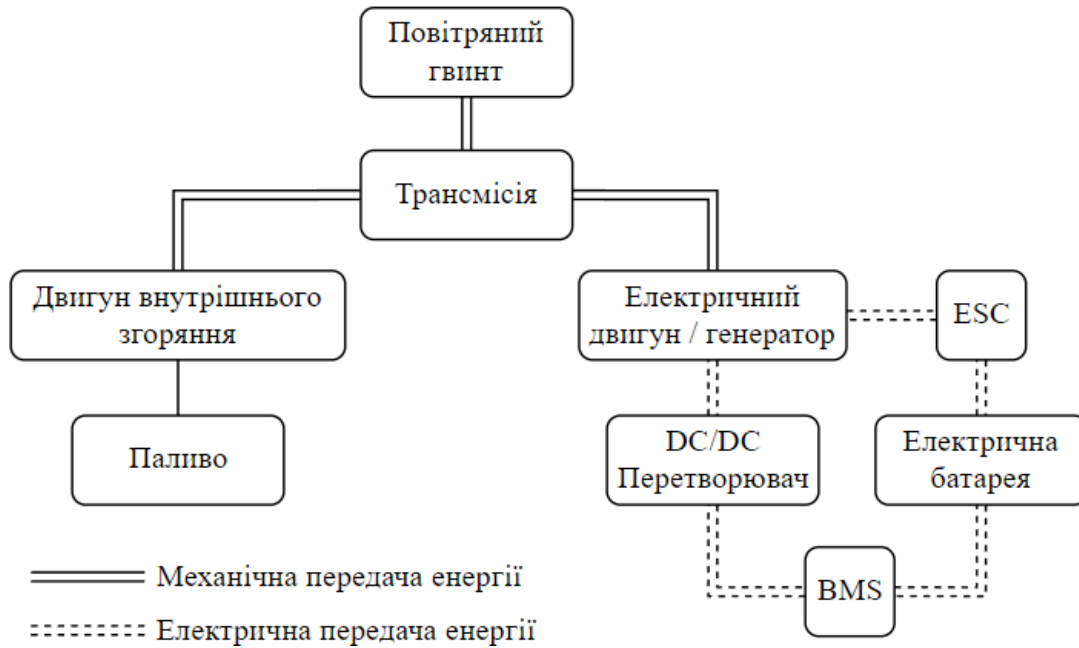 Повітряний
гвинт
Трансмісія
Двигун внутрішнього
згоряння
Електричний
двигун / генератор
ESC
Паливо
DC/DC
Перетворювач
Електрична
батарея
BMS
Механічна передача енергії
Електрична передача енергії